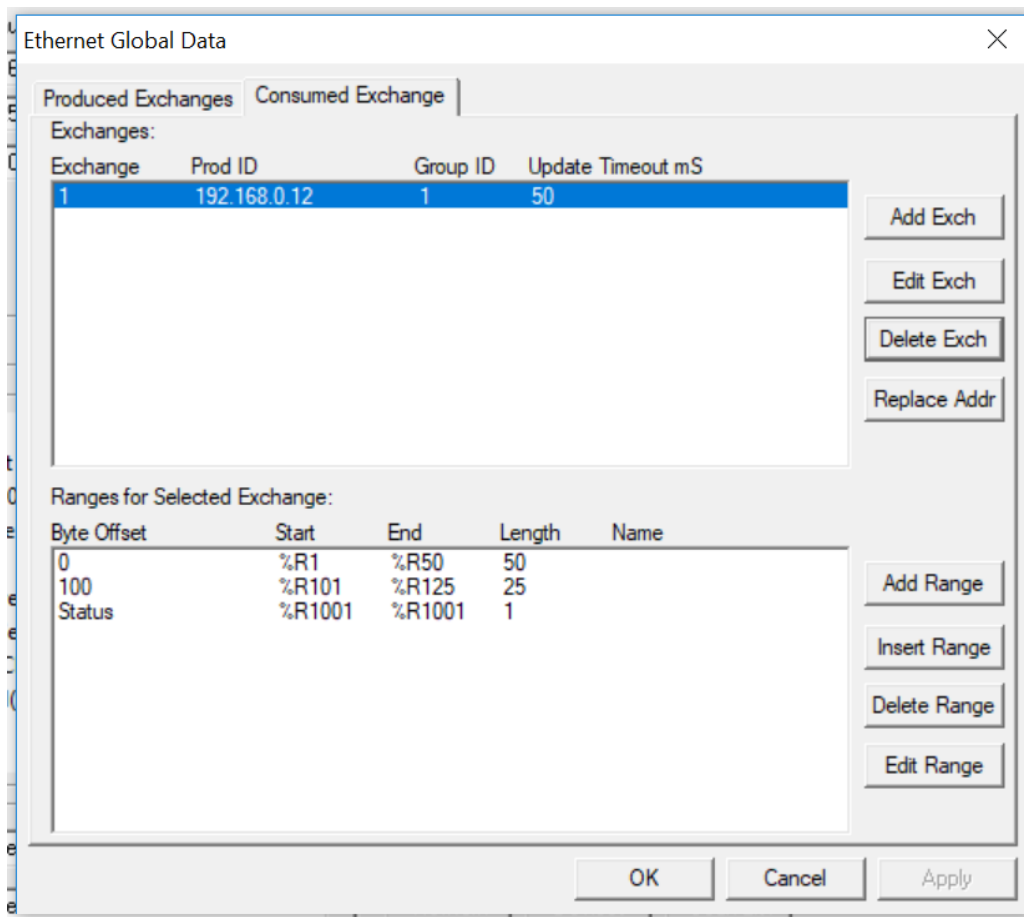 Ethernet Global Data
Produced Exchanges Consumed Exchange
Exchanges:
Exchange Prod ID Group ID Update Timeout mS
1 192.168.0.12 1 50
Add Exch
Edit Exch
Delete Exch
Replace Addr
Ranges for Selected Exchange:
Byte Offset Start End Length Name
0 %R1 %R50 50
100 %R101 %R125 25
Status %R1001 %R1001 1
Add Range
Insert Range
Delete Range
Edit Range
OK Cancel Apply